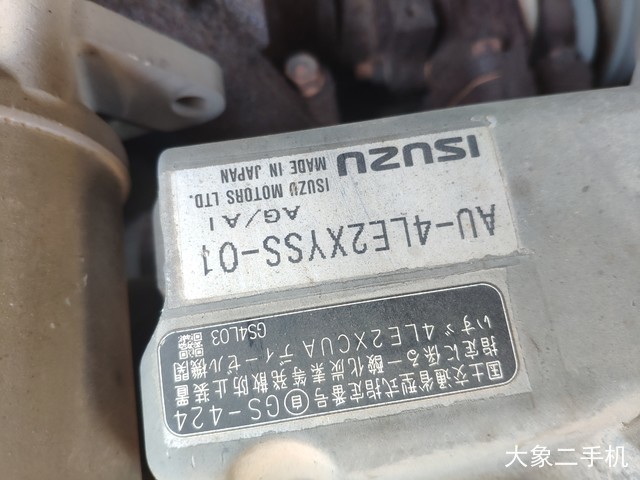 国土交通省型式指定番号㉂GS-424
指定に係る一酸化炭素等発散防止装置
いすゞ4LE2XCUAディーゼル機関
GS4L03
AU-4LE2XYSS-01
AG/AI
ISUZU MOTORS LTD.
MADE IN JAPAN
ISUZU
大象二手机